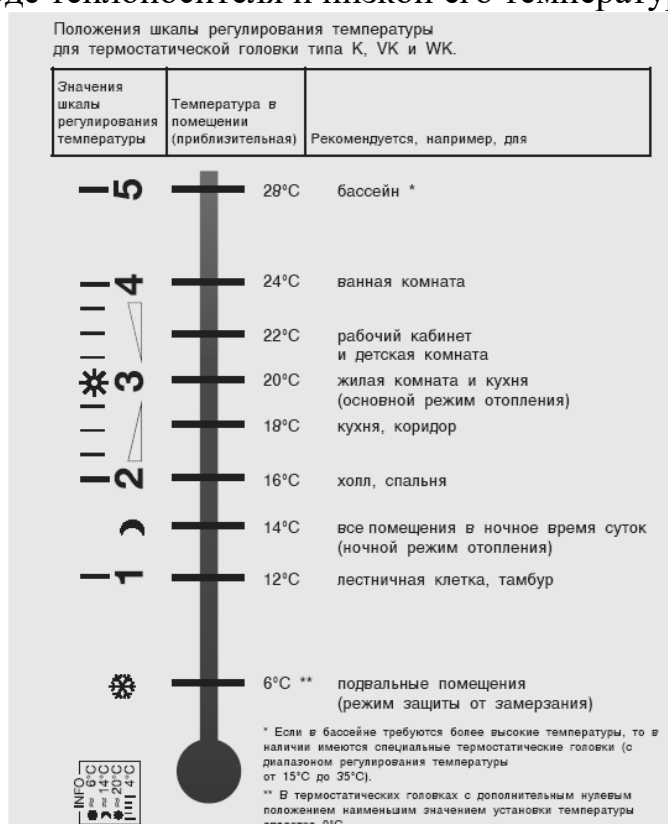 еде теплоносителя и низкой его температур
Положения шкалы регулирования температуры
для термостатической головки типа K, VK и WK.
Значения
шкалы
регулирования
температуры
Температура в
помещении
(приблизительная)
Рекомендуется, например, для
5 28°C бассейн *
4 24°C ванная комната
22°C рабочий кабинет
и детская комната
3 20°C жилая комната и кухня
(основной режим отопления)
18°C кухня, коридор
2 16°C холл, спальня
14°C все помещения в ночное время суток
(ночной режим отопления)
1 12°C лестничная клетка, тамбур
6°C ** подвальные помещения
(режим защиты от замерзания)
* Если в бассейне требуются более высокие температуры, то в
наличии имеются специальные термостатические головки (с
диапазоном регулирования температуры
от 15°C до 35°C).
** В термостатических головках с дополнительным нулевым
положением наименьшим значением установки температуры
INFO
≈ 6°C
≈ 14°C
≈ 20°C
4°C